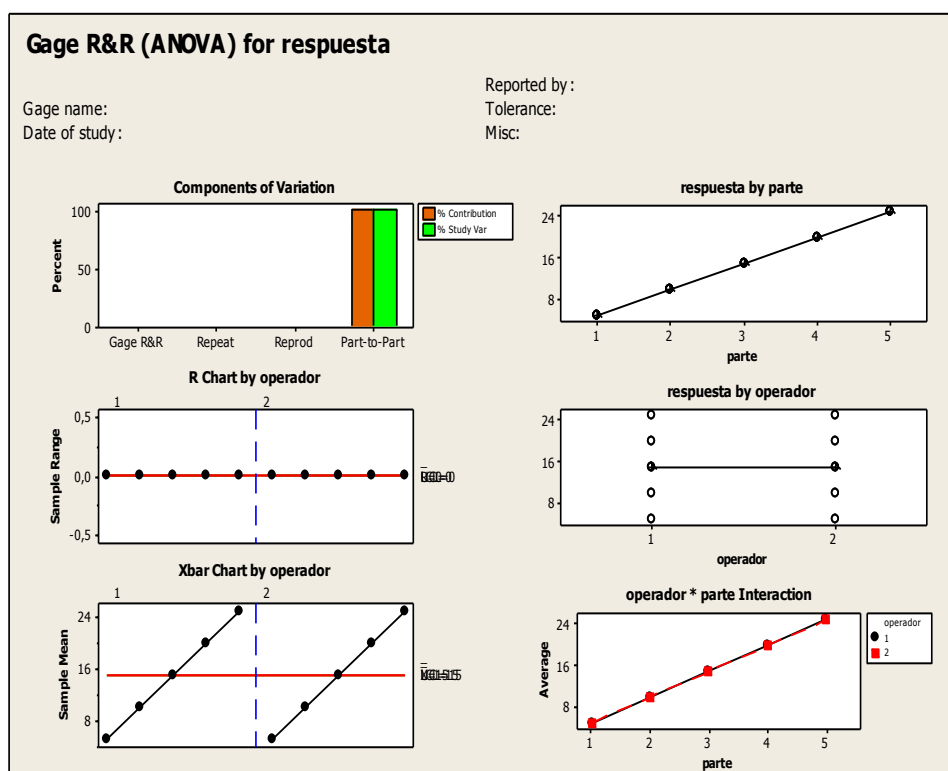 Gage R&R (ANOVA) for respuesta
Gage name:
Date of study:
Reported by:
Tolerance:
Misc:
Components of Variation
Percent
100
50
0
Gage R&R Repeat Reprod Part-to-Part
% Contribution
% Study Var
respuesta by parte
24
16
8
1 2 3 4 5
parte
R Chart by operador
1 2
Sample Range
0,5
0,0
-0,5
respuesta by operador
24
16
8
1 2
operador
Xbar Chart by operador
1 2
Sample Mean
24
16
8
operador * parte Interaction
Average
24
16
8
1 2 3 4 5
parte
operador
1
2